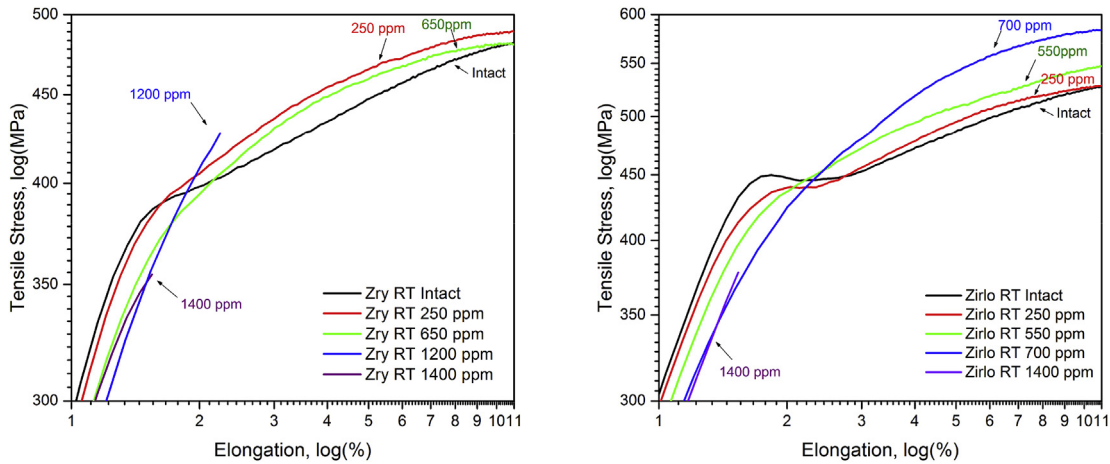 500
450
400
350
300
Tensile Stress, log(MPa)
250 ppm
650ppm
Intact
1200 ppm
1400 ppm
Zry RT Intact
Zry RT 250 ppm
Zry RT 650 ppm
Zry RT 1200 ppm
Zry RT 1400 ppm
1 2 3 4 5 6 7 8 9 1011
Elongation, log(%)
600
550
500
450
400
350
300
Tensile Stress, log(MPa)
700 ppm
550ppm
250 ppm
Intact
1400 ppm
Zirlo RT Intact
Zirlo RT 250 ppm
Zirlo RT 550 ppm
Zirlo RT 700 ppm
Zirlo RT 1400 ppm
1 2 3 4 5 6 7 8 9 10 11
Elongation, log(%)